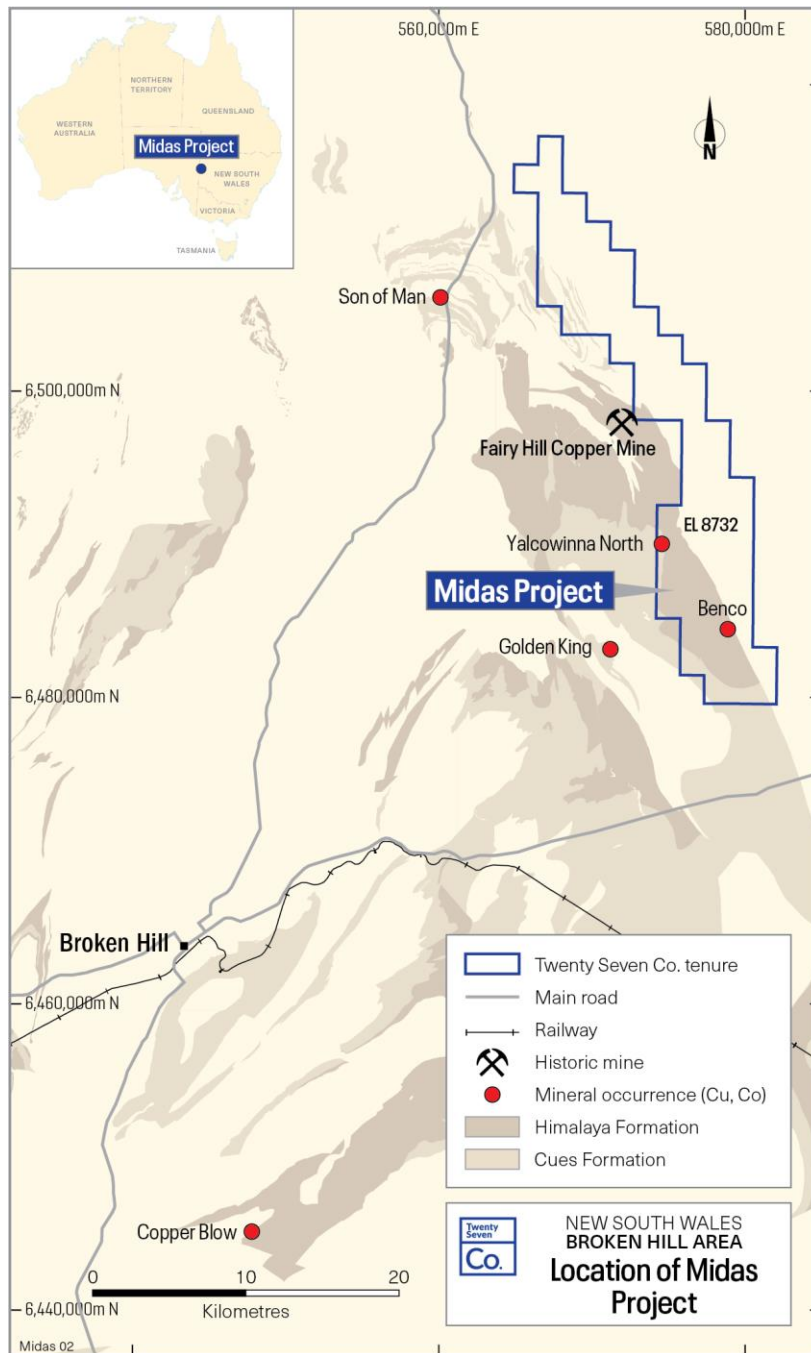 560,000m E
580,000m E
NORTHERN
TERRITORY
QUEENSLAND
WESTERN
AUSTRALIA
Midas Project
NEW SOUTH
WALES
VICTORIA
TASMANIA
N
Son of Man
6,500,000m N
Fairy Hill Copper Mine
EL 8732
Yalcowinna North
Midas Project
Benco
Golden King
6,480,000m N
Broken Hill
6,460,000m N
Twenty Seven Co. tenure
Main road
Railway
Historic mine
Mineral occurrence (Cu, Co)
Himalaya Formation
Cues Formation
Copper Blow
0 10 20
Kilometres
6,440,000m N
Midas 02
Twenty
Seven
Co.
NEW SOUTH WALES
BROKEN HILL AREA
Location of Midas
Project